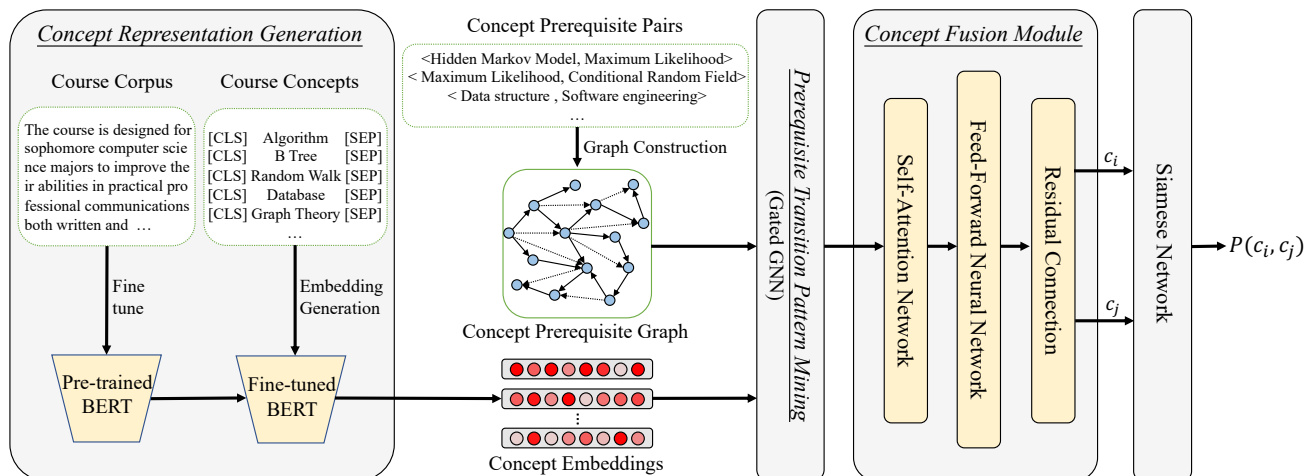 Concept Representation Generation
Course Corpus
The course is designed for
sophomore computer scie
nce majors to improve the
ir abilities in practical pro
fessional communications
both written and …
Fine
tune
Pre-trained
BERT
Course Concepts
[CLS] Algorithm [SEP]
[CLS] B Tree [SEP]
[CLS] Random Walk [SEP]
[CLS] Database [SEP]
[CLS] Graph Theory [SEP]
…
Embedding
Generation
Fine-tuned
BERT
Concept Prerequisite Pairs
<Hidden Markov Model, Maximum Likelihood>
< Maximum Likelihood, Conditional Random Field>
< Data structure , Software engineering>
…
Graph Construction
Concept Prerequisite Graph
…
Concept Embeddings
Prerequisite Transition Pattern Mining
(Gated GNN)
Concept Fusion Module
Self-Attention Network
Feed-Forward Neural Network
Residual Connection
c_i
c_j
Siamese Network
P(c_i, c_j)